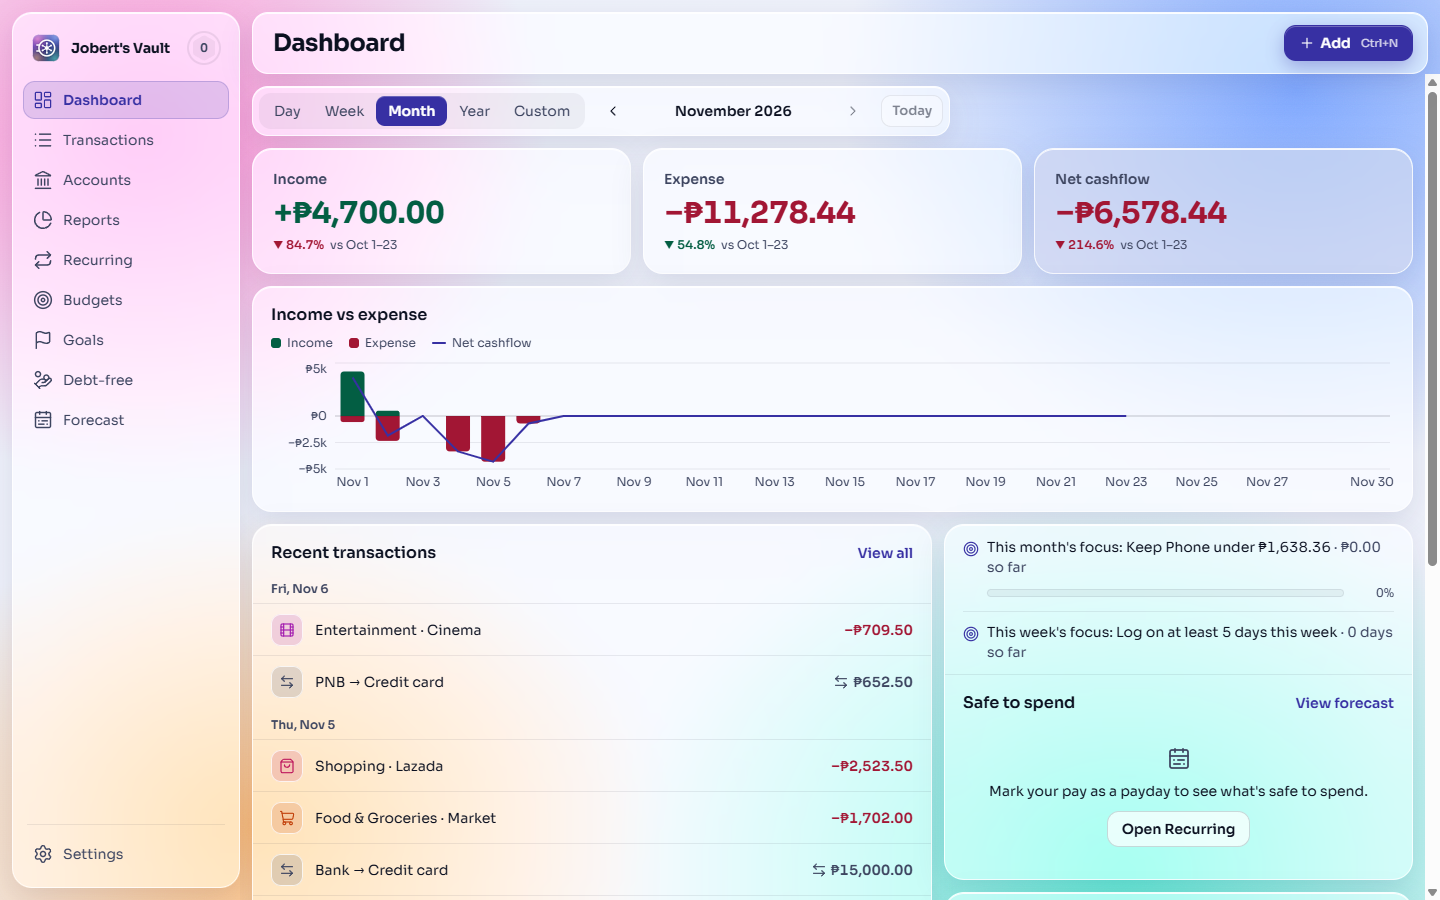 Jobert's Vault
0
Dashboard
Transactions
Accounts
Reports
Recurring
Budgets
Goals
Debt-free
Forecast
Settings
Dashboard
+ Add Ctrl+N
Day Week Month Year Custom
November 2026
Today
Income
+₱4,700.00
▼ 84.7% vs Oct 1–23
Expense
−₱11,278.44
▼ 54.8% vs Oct 1–23
Net cashflow
−₱6,578.44
▼ 214.6% vs Oct 1–23
Income vs expense
Income Expense Net cashflow
₱5k
₱0
−₱2.5k
−₱5k
Nov 1 Nov 3 Nov 5 Nov 7 Nov 9 Nov 11 Nov 13 Nov 15 Nov 17 Nov 19 Nov 21 Nov 23 Nov 25 Nov 27 Nov 30
Recent transactions View all
Fri, Nov 6
Entertainment · Cinema −₱709.50
PNB → Credit card ₱652.50
Thu, Nov 5
Shopping · Lazada −₱2,523.50
Food & Groceries · Market −₱1,702.00
Bank → Credit card ₱15,000.00
This month's focus: Keep Phone under ₱1,638.36 · ₱0.00
so far
0%
This week's focus: Log on at least 5 days this week · 0 days
so far
Safe to spend View forecast
Mark your pay as a payday to see what's safe to spend.
Open Recurring